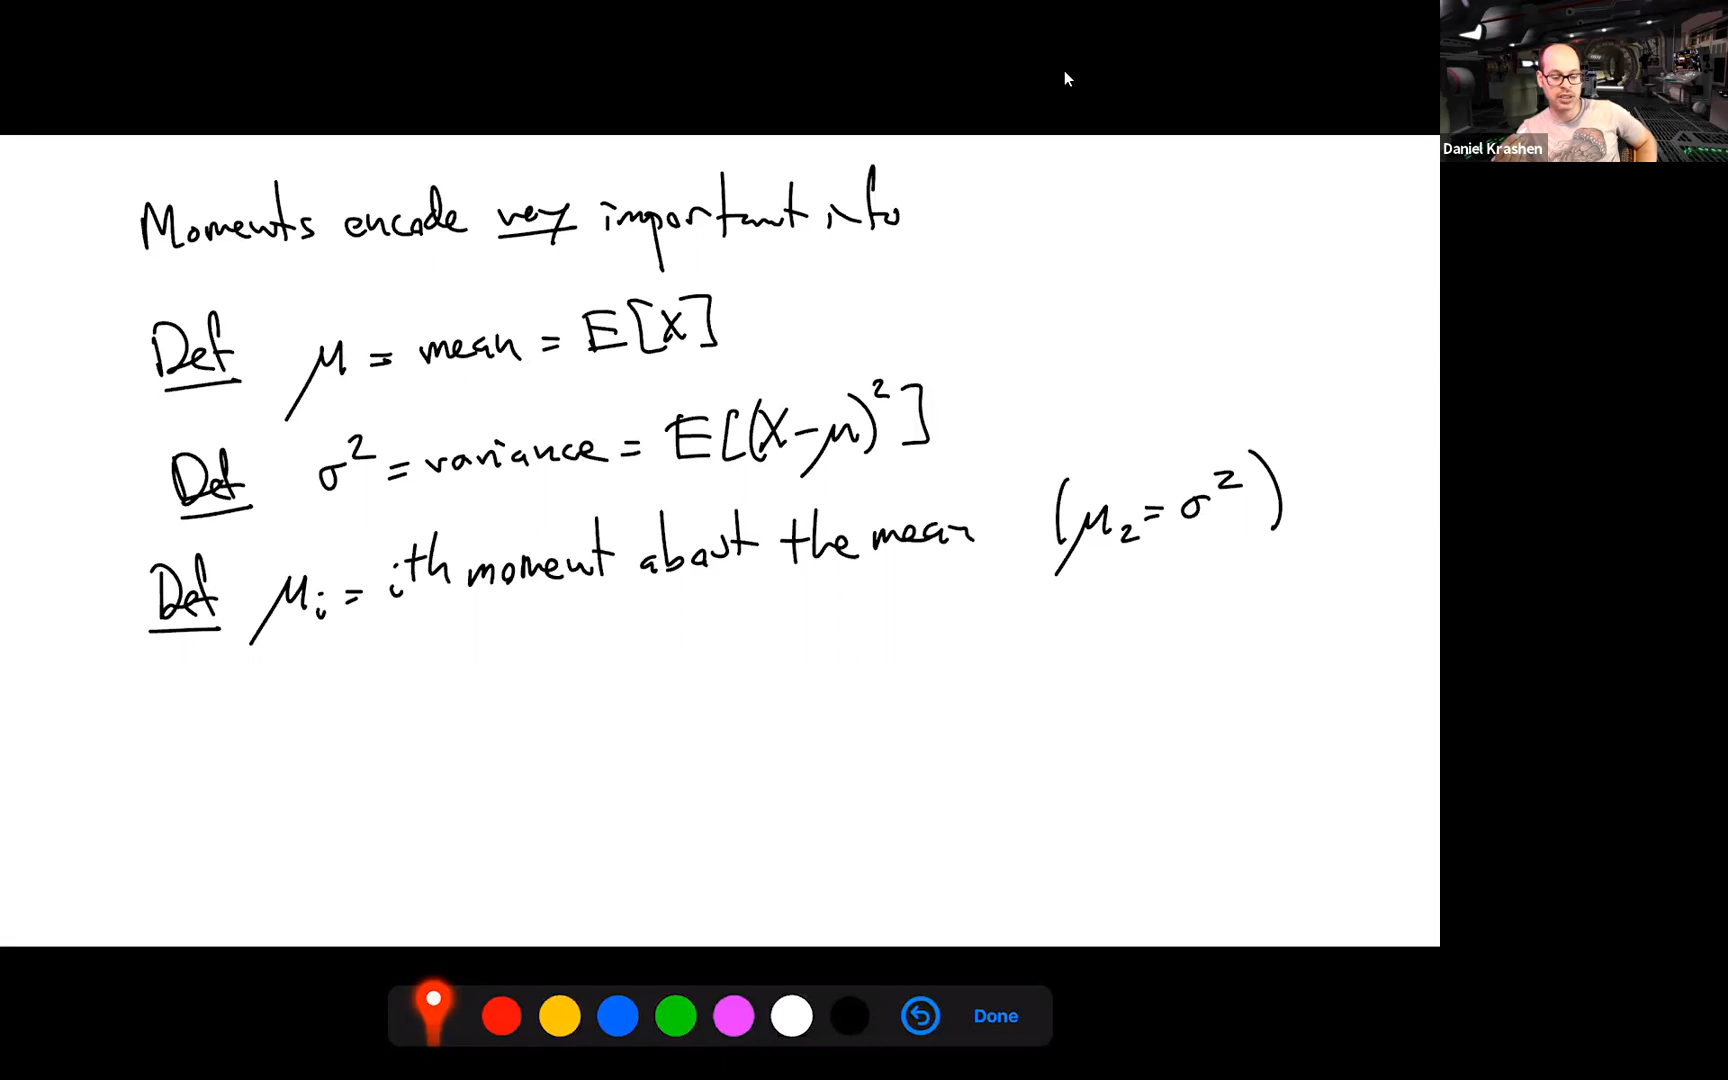 Moments encode very important info
Def μ = mean = E[X]
Def σ² = variance = E[(X-μ)²]
Def μᵢ = ith moment about the mean (μ₂ = σ²)
Daniel Krashen
Done